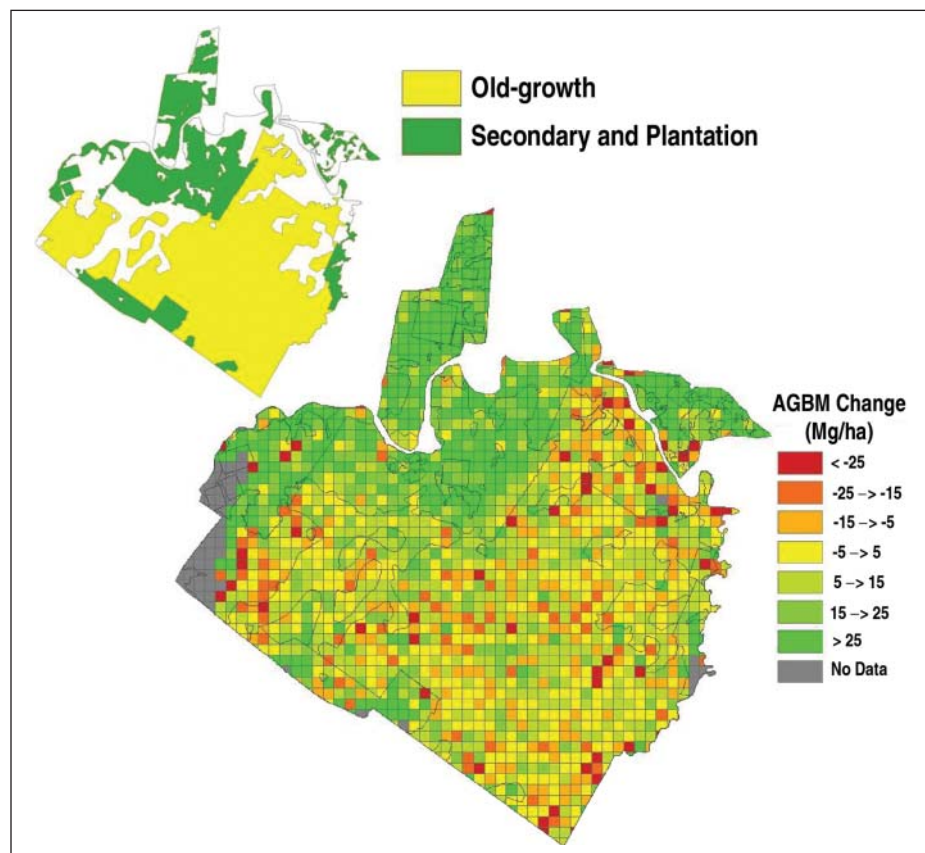 Old-growth
Secondary and Plantation
AGBM Change
(Mg/ha)
< -25
-25 –> -15
-15 –> -5
-5 –> 5
5 –> 15
15 –> 25
> 25
No Data